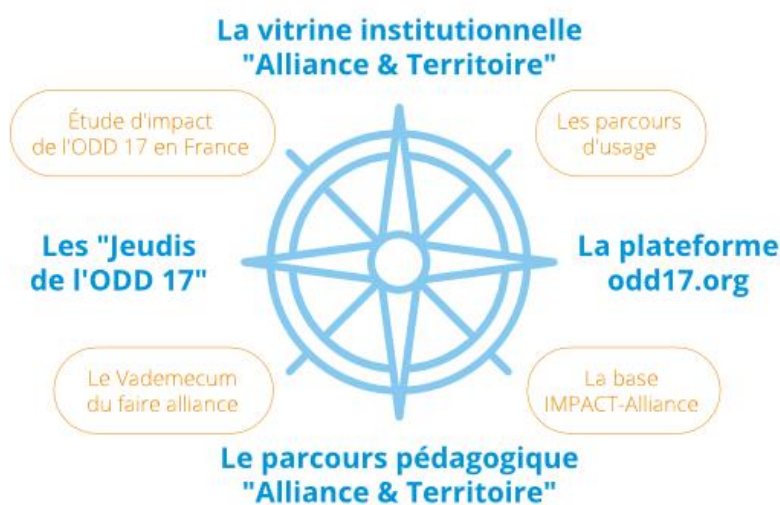 La vitrine institutionnelle
"Alliance & Territoire"
Étude d'impact
de l'ODD 17 en France
Les parcours
d'usage
Les "Jeudis
de l'ODD 17"
La plateforme
odd17.org
Le Vademecum
du faire alliance
La base
IMPACT-Alliance
Le parcours pédagogique
"Alliance & Territoire"